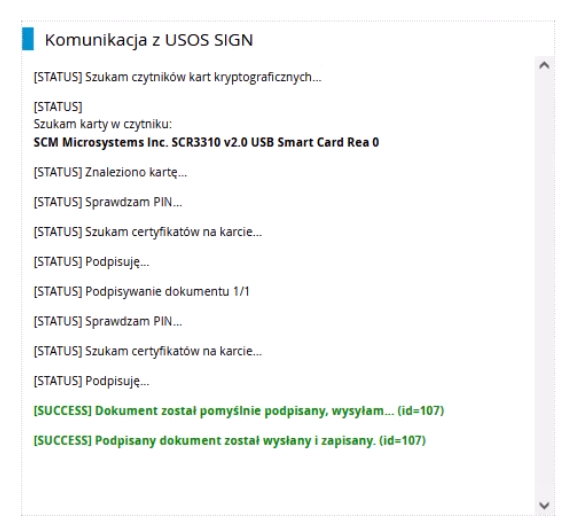 Komunikacja z USOS SIGN
[STATUS] Szukam czytników kart kryptograficznych...
[STATUS]
Szukam karty w czytniku:
SCM Microsystems Inc. SCR3310 v2.0 USB Smart Card Rea 0
[STATUS] Znaleziono kartę...
[STATUS] Sprawdzam PIN...
[STATUS] Szukam certyfikatów na karcie...
[STATUS] Podpisuję...
[STATUS] Podpisywanie dokumentu 1/1
[STATUS] Sprawdzam PIN...
[STATUS] Szukam certyfikatów na karcie...
[STATUS] Podpisuję...
[SUCCESS] Dokument został pomyślnie podpisany, wysyłam... (id=107)
[SUCCESS] Podpisany dokument został wysłany i zapisany. (id=107)